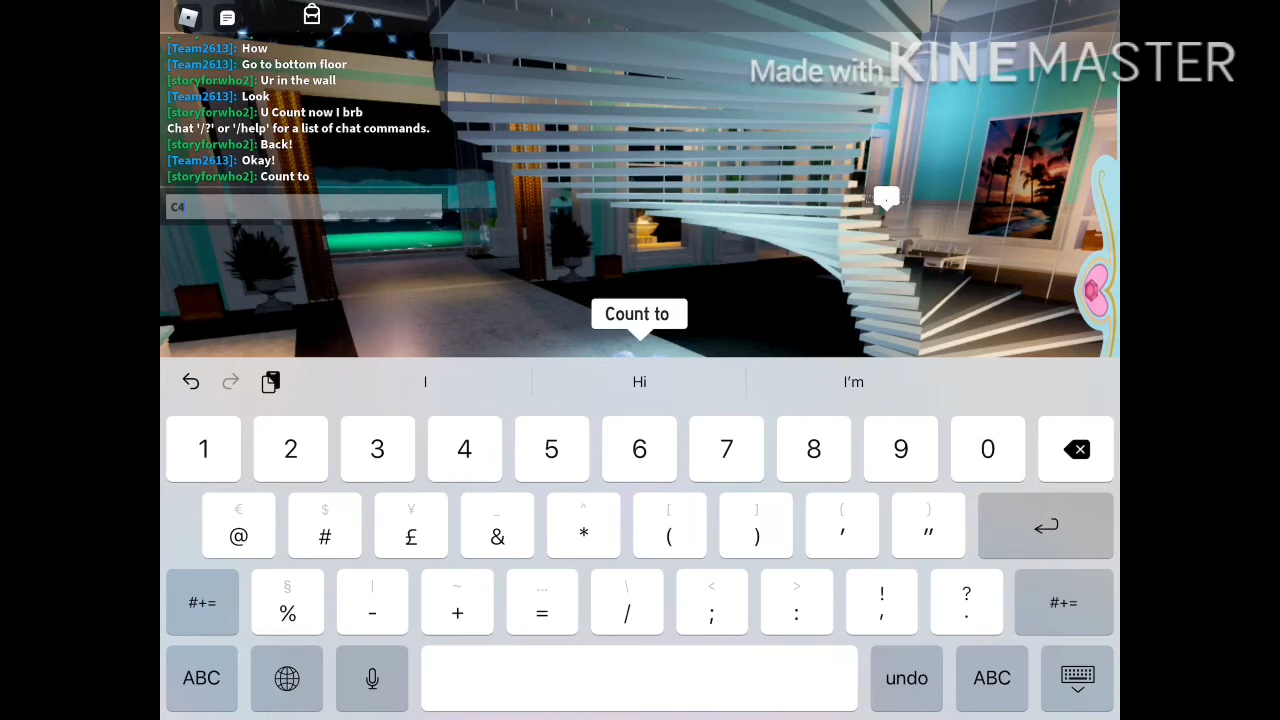 Made with KINEMASTER
[Team2613]: How
[Team2613]: Go to bottom floor
[storyforwho2]: Ur in the wall
[Team2613]: Look
[storyforwho2]: U Count now I brb
Chat '/?' or '/help' for a list of chat commands.
[storyforwho2]: Back!
[Team2613]: Okay!
[storyforwho2]: Count to
C4
.
Count to
I Hi I'm
1 2 3 4 5 6 7 8 9 0
€ $ ¥ _ ^ [ ] { }
@ # £ & * ( ) ' "
§ | ~ … \ < > ! ?
#+= % - + = / ; : , . #+=
ABC undo ABC